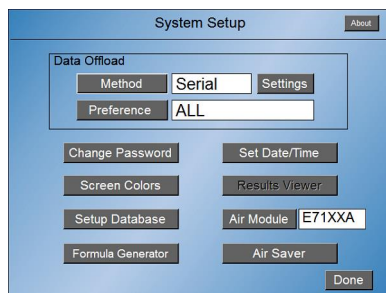 System Setup
About
Data Offload
Method Serial Settings
Preference ALL
Change Password Set Date/Time
Screen Colors Results Viewer
Setup Database Air Module E71XXA
Formula Generator Air Saver
Done